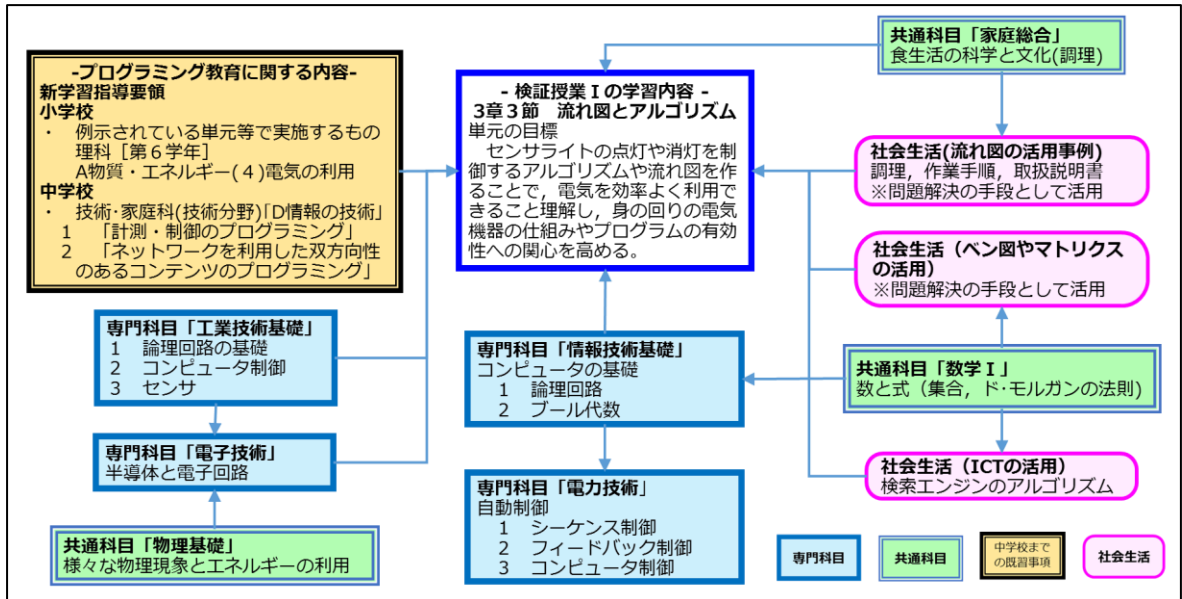 -プログラミング教育に関する内容-
新学習指導要領
小学校
・ 例示されている単元等で実施するもの
理科［第６学年］
A物質・エネルギー(４)電気の利用
中学校
・ 技術･家庭科(技術分野)｢D情報の技術｣
１ 「計測・制御のプログラミング」
２ 「ネットワークを利用した双方向性
のあるコンテンツのプログラミング」
- 検証授業Ⅰの学習内容 -
3章３節 流れ図とアルゴリズム
単元の目標
センサライトの点灯や消灯を制
御するアルゴリズムや流れ図を作
ることで，電気を効率よく利用で
きること理解し，身の回りの電気
機器の仕組みやプログラムの有効
性への関心を高める。
共通科目「家庭総合」
食生活の科学と文化(調理)
社会生活(流れ図の活用事例)
調理，作業手順，取扱説明書
※問題解決の手段として活用
社会生活（ベン図やマトリクス
の活用）
※問題解決の手段として活用
専門科目「工業技術基礎」
１ 論理回路の基礎
２ コンピュータ制御
３ センサ
専門科目「情報技術基礎」
コンピュータの基礎
１ 論理回路
２ ブール代数
共通科目「数学Ⅰ」
数と式（集合，ド･モルガンの法則)
専門科目「電子技術」
半導体と電子回路
社会生活（ICTの活用）
検索エンジンのアルゴリズム
専門科目「電力技術」
自動制御
１ シーケンス制御
２ フィードバック制御
３ コンピュータ制御
共通科目「物理基礎」
様々な物理現象とエネルギーの利用
専門科目
共通科目
中学校まで
の既習事項
社会生活